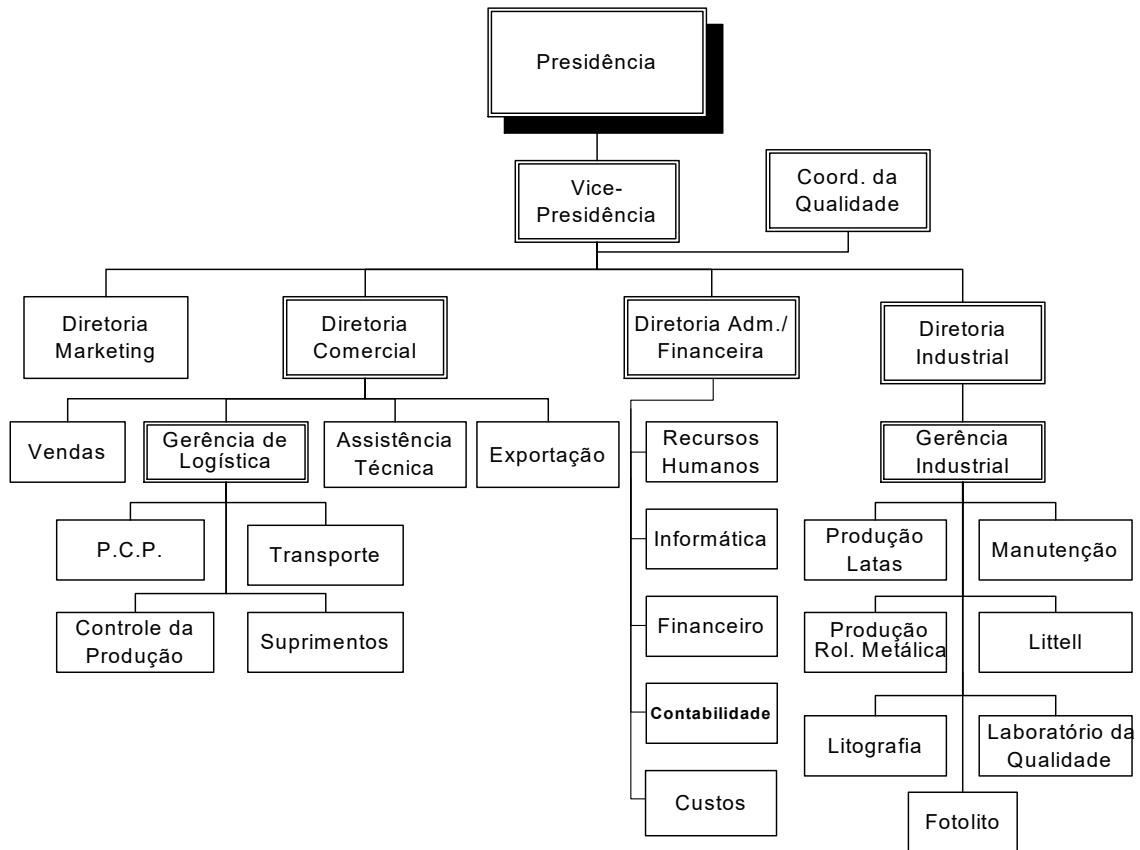 Presidência
Vice-
Presidência
Coord. da
Qualidade
Diretoria
Marketing
Diretoria
Comercial
Diretoria Adm./
Financeira
Diretoria
Industrial
Vendas
Gerência de
Logística
Assistência
Técnica
Exportação
Recursos
Humanos
Gerência
Industrial
P.C.P.
Transporte
Informática
Produção
Latas
Manutenção
Controle da
Produção
Suprimentos
Financeiro
Produção
Rol. Metálica
Littell
Contabilidade
Litografia
Laboratório da
Qualidade
Custos
Fotolito